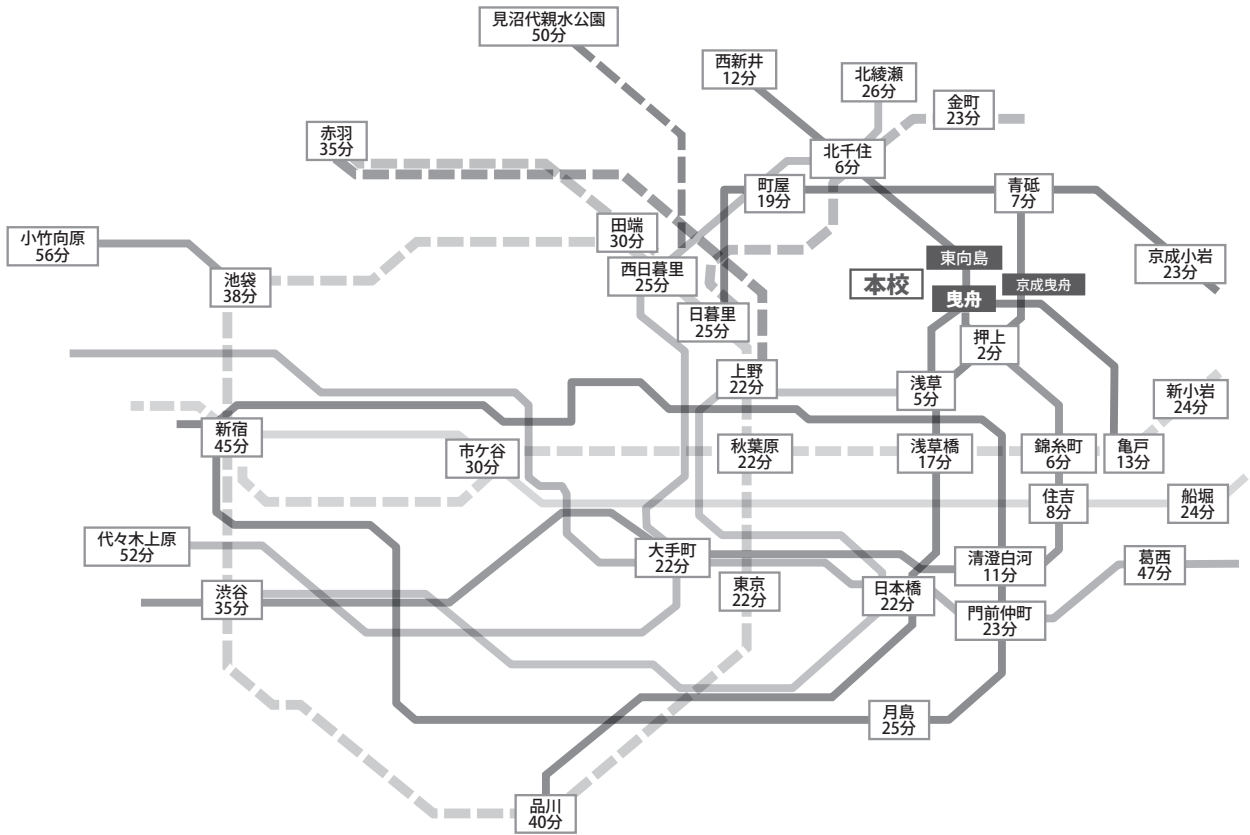 見沼代親水公園
50分
西新井
12分
北綾瀬
26分
金町
23分
赤羽
35分
北千住
6分
町屋
19分
青砥
7分
小竹向原
56分
池袋
38分
田端
30分
西日暮里
25分
東向島
京成小岩
23分
本校
曳舟
京成曳舟
日暮里
25分
押上
2分
上野
22分
浅草
5分
新小岩
24分
新宿
45分
市ケ谷
30分
秋葉原
22分
浅草橋
17分
錦糸町
6分
亀戸
13分
住吉
8分
船堀
24分
代々木上原
52分
大手町
22分
清澄白河
11分
葛西
47分
渋谷
35分
東京
22分
日本橋
22分
門前仲町
23分
月島
25分
品川
40分